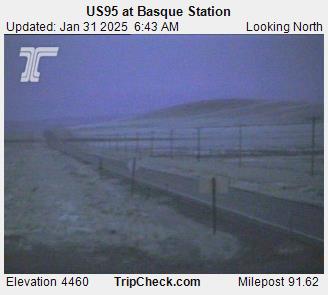 US95 at Basque Station
Updated: Jan 31 2025 6:43 AM Looking North
Elevation 4460 TripCheck.com Milepost 91.62